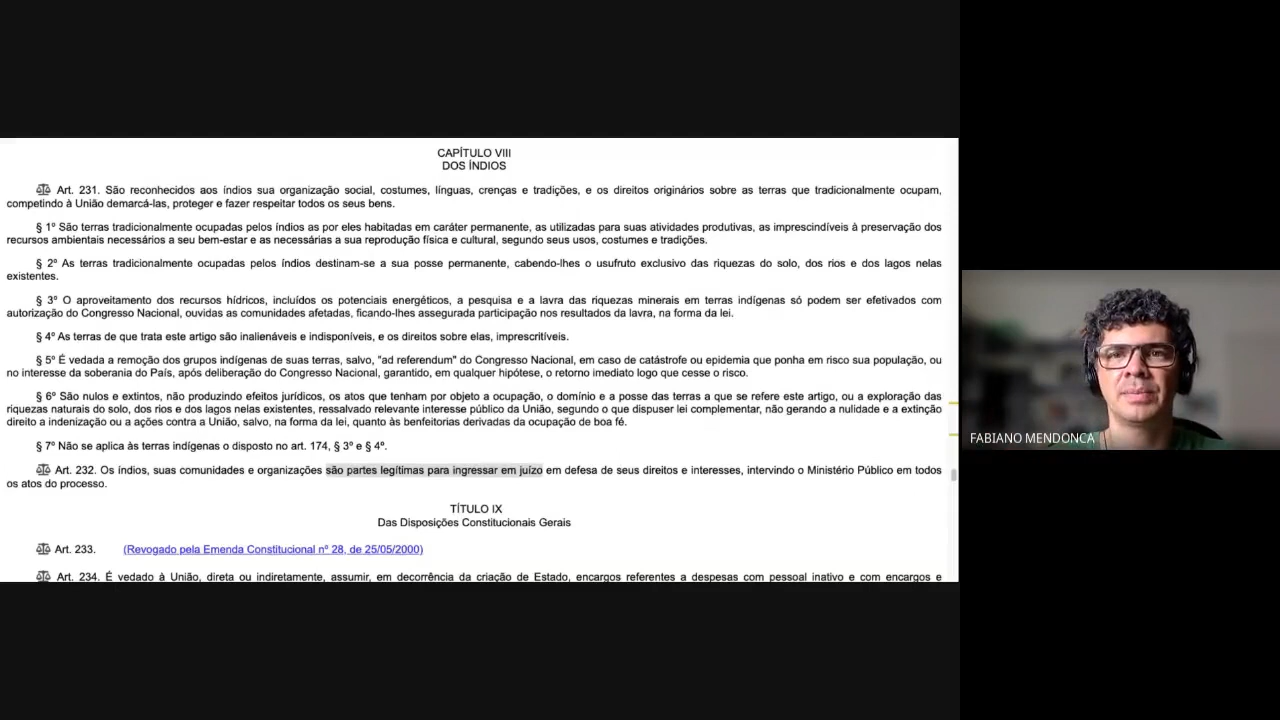 CAPÍTULO VIII
DOS ÍNDIOS
Art. 231. São reconhecidos aos índios sua organização social, costumes, línguas, crenças e tradições, e os direitos originários sobre as terras que tradicionalmente ocupam,
competindo à União demarcá-las, proteger e fazer respeitar todos os seus bens.
§ 1º São terras tradicionalmente ocupadas pelos índios as por eles habitadas em caráter permanente, as utilizadas para suas atividades produtivas, as imprescindíveis à preservação dos
recursos ambientais necessários a seu bem-estar e as necessárias a sua reprodução física e cultural, segundo seus usos, costumes e tradições.
§ 2º As terras tradicionalmente ocupadas pelos índios destinam-se a sua posse permanente, cabendo-lhes o usufruto exclusivo das riquezas do solo, dos rios e dos lagos nelas
existentes.
§ 3º O aproveitamento dos recursos hídricos, incluídos os potenciais energéticos, a pesquisa e a lavra das riquezas minerais em terras indígenas só podem ser efetivados com
autorização do Congresso Nacional, ouvidas as comunidades afetadas, ficando-lhes assegurada participação nos resultados da lavra, na forma da lei.
§ 4º As terras de que trata este artigo são inalienáveis e indisponíveis, e os direitos sobre elas, imprescritíveis.
§ 5º É vedada a remoção dos grupos indígenas de suas terras, salvo, "ad referendum" do Congresso Nacional, em caso de catástrofe ou epidemia que ponha em risco sua população, ou
no interesse da soberania do País, após deliberação do Congresso Nacional, garantido, em qualquer hipótese, o retorno imediato logo que cesse o risco.
§ 6º São nulos e extintos, não produzindo efeitos jurídicos, os atos que tenham por objeto a ocupação, o domínio e a posse das terras a que se refere este artigo, ou a exploração das
riquezas naturais do solo, dos rios e dos lagos nelas existentes, ressalvado relevante interesse público da União, segundo o que dispuser lei complementar, não gerando a nulidade e a extinção
direito a indenização ou a ações contra a União, salvo, na forma da lei, quanto às benfeitorias derivadas da ocupação de boa fé.
§ 7º Não se aplica às terras indígenas o disposto no art. 174, § 3º e § 4º.
Art. 232. Os índios, suas comunidades e organizações são partes legítimas para ingressar em juízo em defesa de seus direitos e interesses, intervindo o Ministério Público em todos
os atos do processo.
TÍTULO IX
Das Disposições Constitucionais Gerais
Art. 233. (Revogado pela Emenda Constitucional nº 28, de 25/05/2000)
Art. 234. É vedado à União, direta ou indiretamente, assumir, em decorrência da criação de Estado, encargos referentes a despesas com pessoal inativo e com encargos e
FABIANO MENDONCA